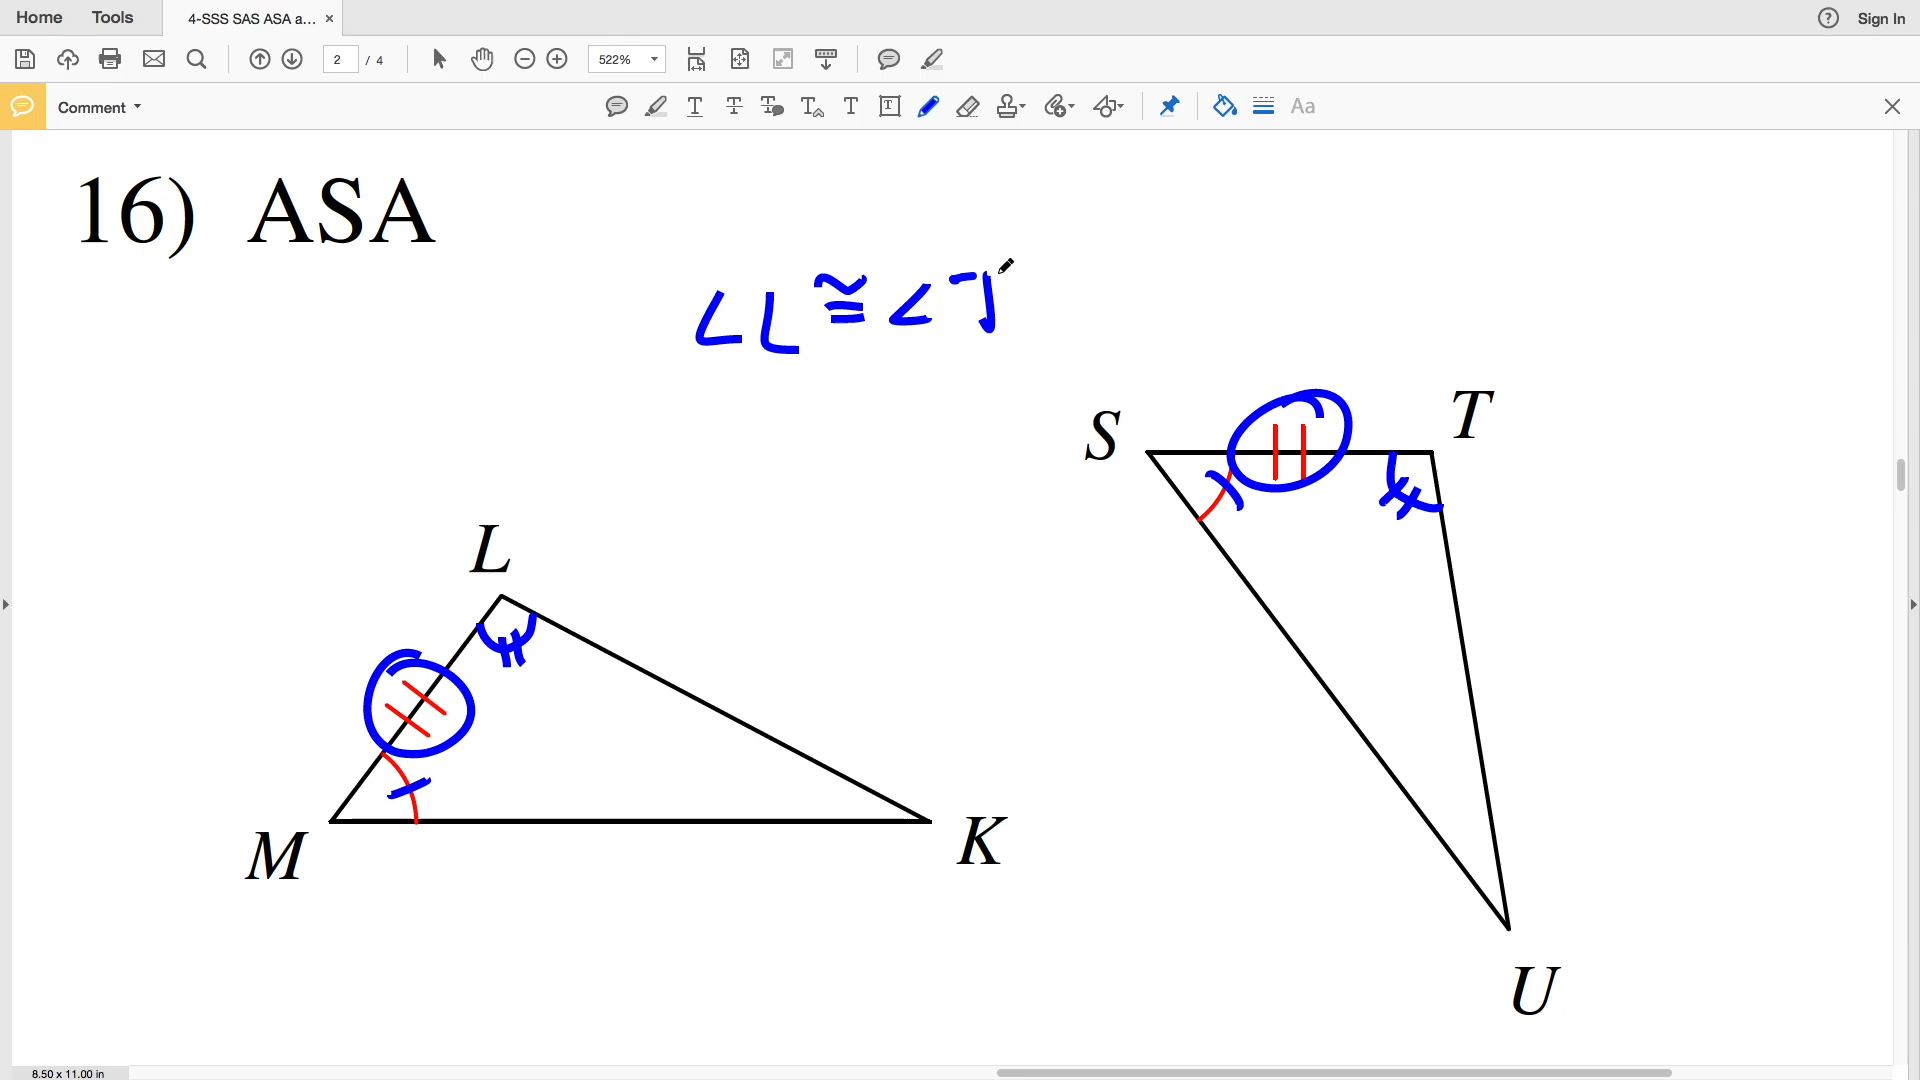 Home Tools 4-SSS SAS ASA a... × ? Sign In
2 / 4 522%
Comment T T T T T T Aa
16) ASA
∠L ≅ ∠T
S T
L
M K
U
8.50 x 11.00 in